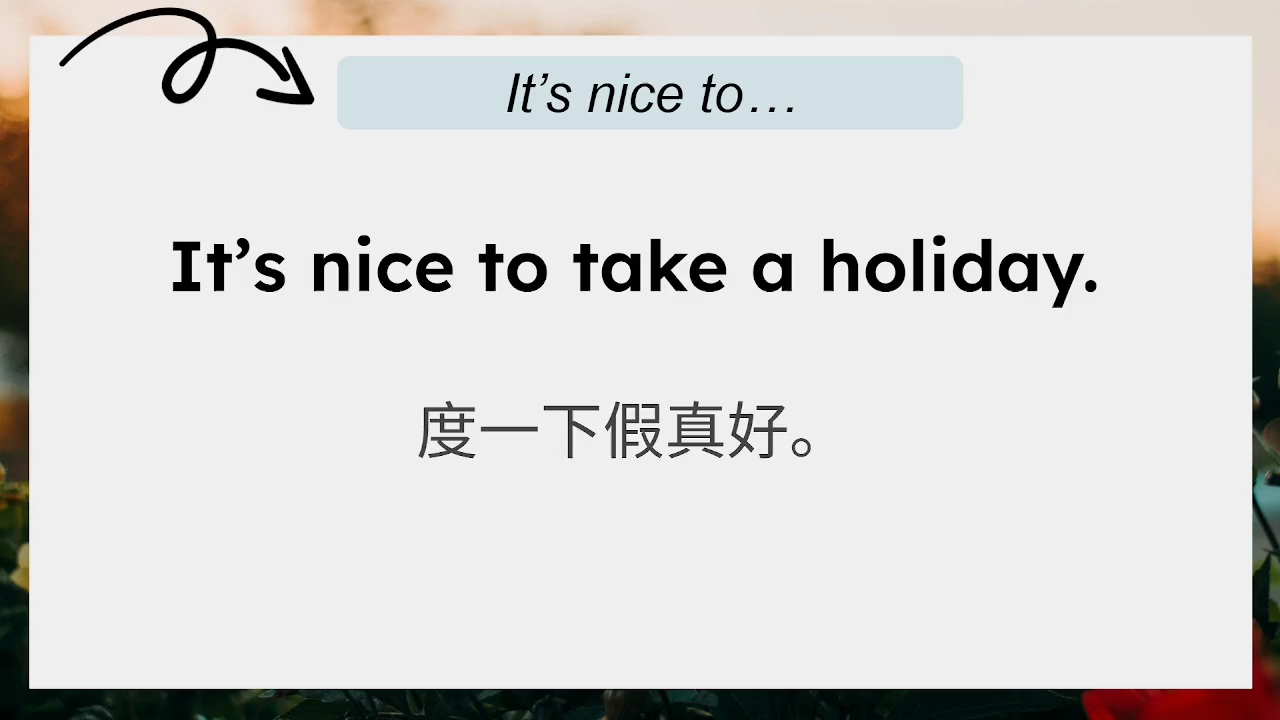 It’s nice to…
It’s nice to take a holiday.
度一下假真好。